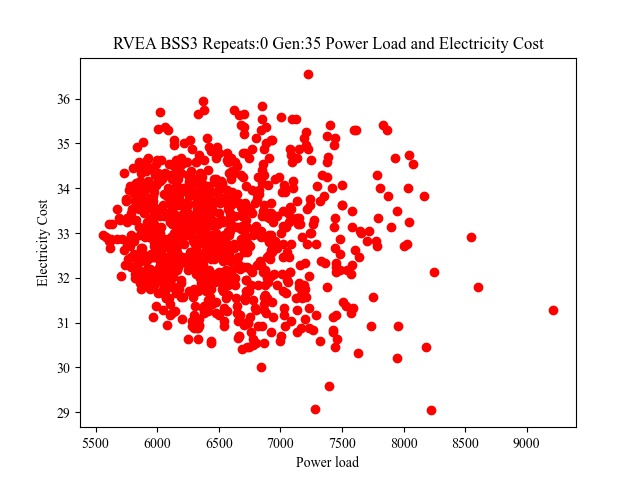 RVEA BSS3 Repeats:0 Gen:35 Power Load and Electricity Cost
36
35
34
33
32
31
30
29
Electricity Cost
5500 6000 6500 7000 7500 8000 8500 9000
Power load